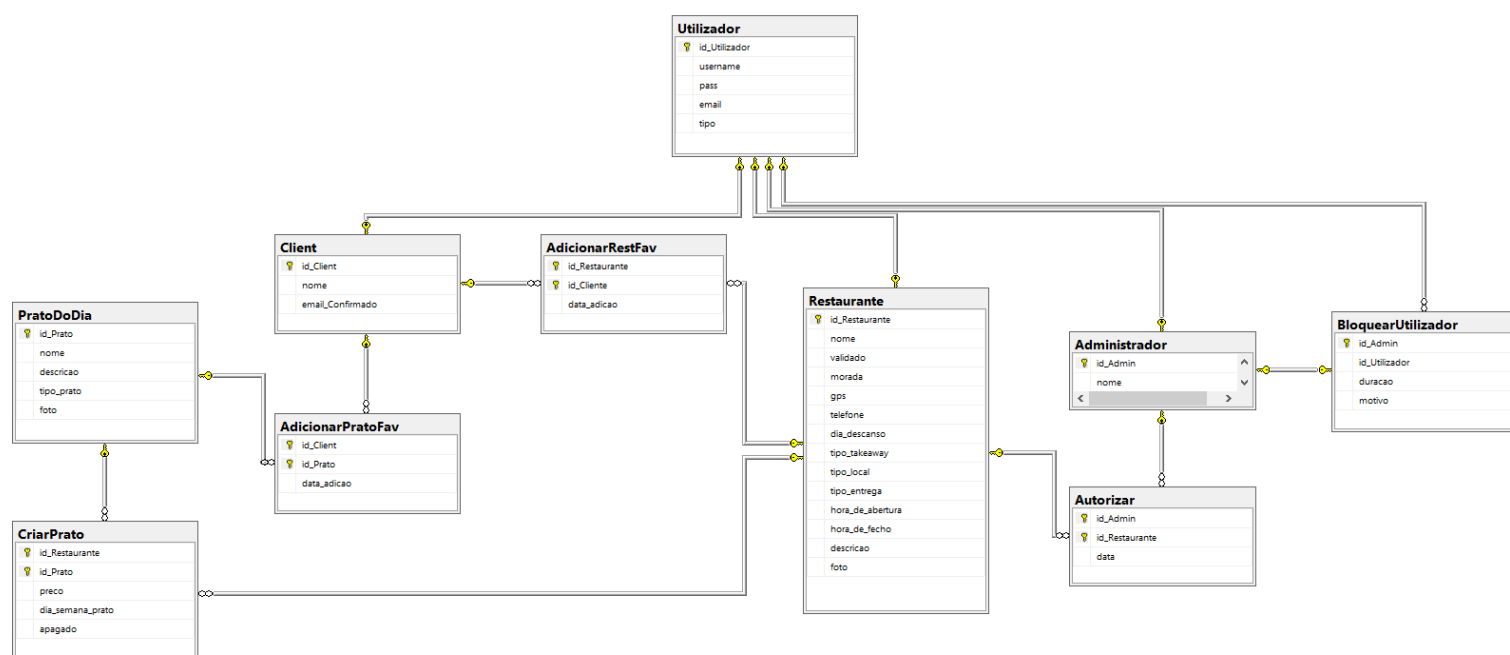 Utilizador
id_Utilizador
username
pass
email
tipo
Client
id_Client
nome
email_Confirmado
AdicionarRestFav
id_Restaurante
id_Cliente
data_adicao
Restaurante
id_Restaurante
nome
validado
morada
gps
telefone
dia_descanso
tipo_takeaway
tipo_local
tipo_entrega
hora_de_abertura
hora_de_fecho
descricao
foto
Administrador
id_Admin
nome
BloquearUtilizador
id_Admin
id_Utilizador
duracao
motivo
PratoDoDia
id_Prato
nome
descricao
tipo_prato
foto
AdicionarPratoFav
id_Client
id_Prato
data_adicao
Autorizar
id_Admin
id_Restaurante
data
CriarPrato
id_Restaurante
id_Prato
preco
dia_semana_prato
apagado